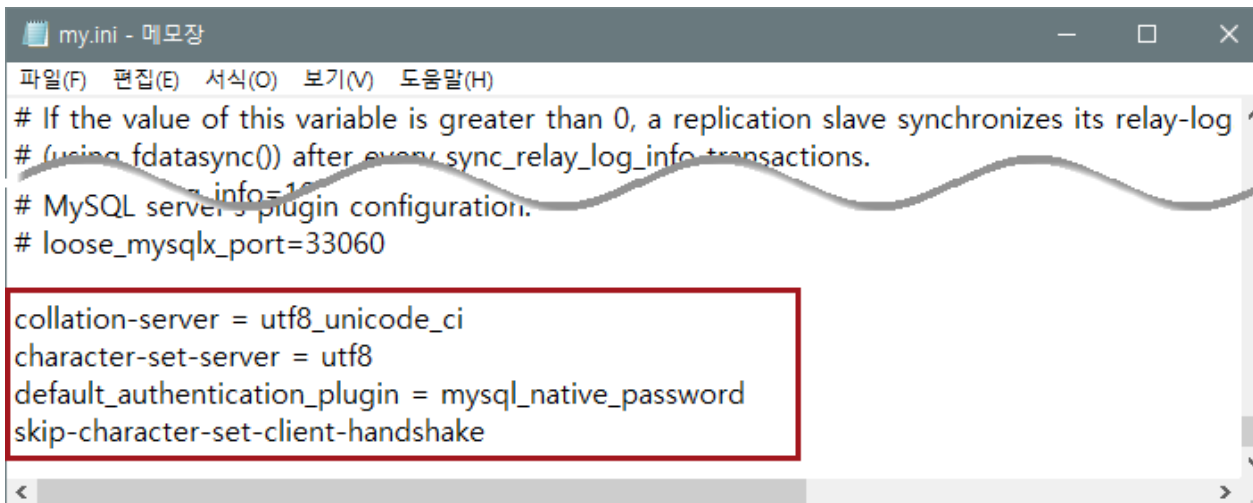 my.ini - 메모장
파일(F) 편집(E) 서식(O) 보기(V) 도움말(H)
# If the value of this variable is greater than 0, a replication slave synchronizes its relay-log
# (using fdatasync()) after every sync_relay_log_info transactions.
info=1
# MySQL server's plugin configuration.
# loose_mysqlx_port=33060
collation-server = utf8_unicode_ci
character-set-server = utf8
default_authentication_plugin = mysql_native_password
skip-character-set-client-handshake